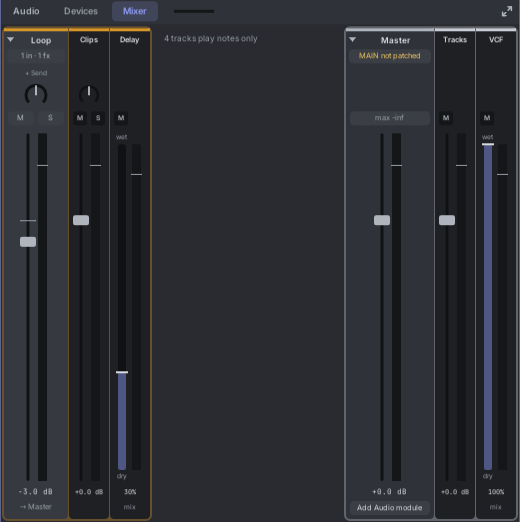 Audio Devices Mixer
Loop Clips Delay 4 tracks play notes only Master Tracks VCF
1 in · 1 fx MAIN not patched
+ Send
M S M S M max -inf M M
wet wet
dry dry
-3.0 dB +0.0 dB 30% +0.0 dB +0.0 dB 100%
→ Master mix Add Audio module mix